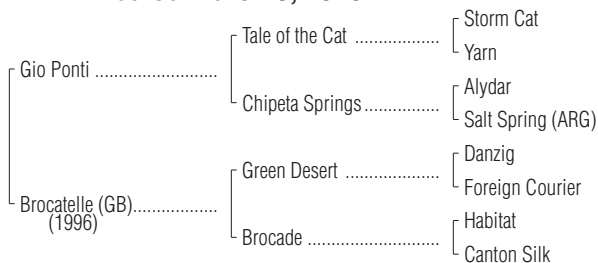 Storm Cat
Tale of the Cat ..................
Yarn
Gio Ponti ..........................
Alydar
Chipeta Springs ................
Salt Spring (ARG)
Danzig
Green Desert ....................
Foreign Courier
Brocatelle (GB) ..................
(1996)
Habitat
Brocade ............................
Canton Silk